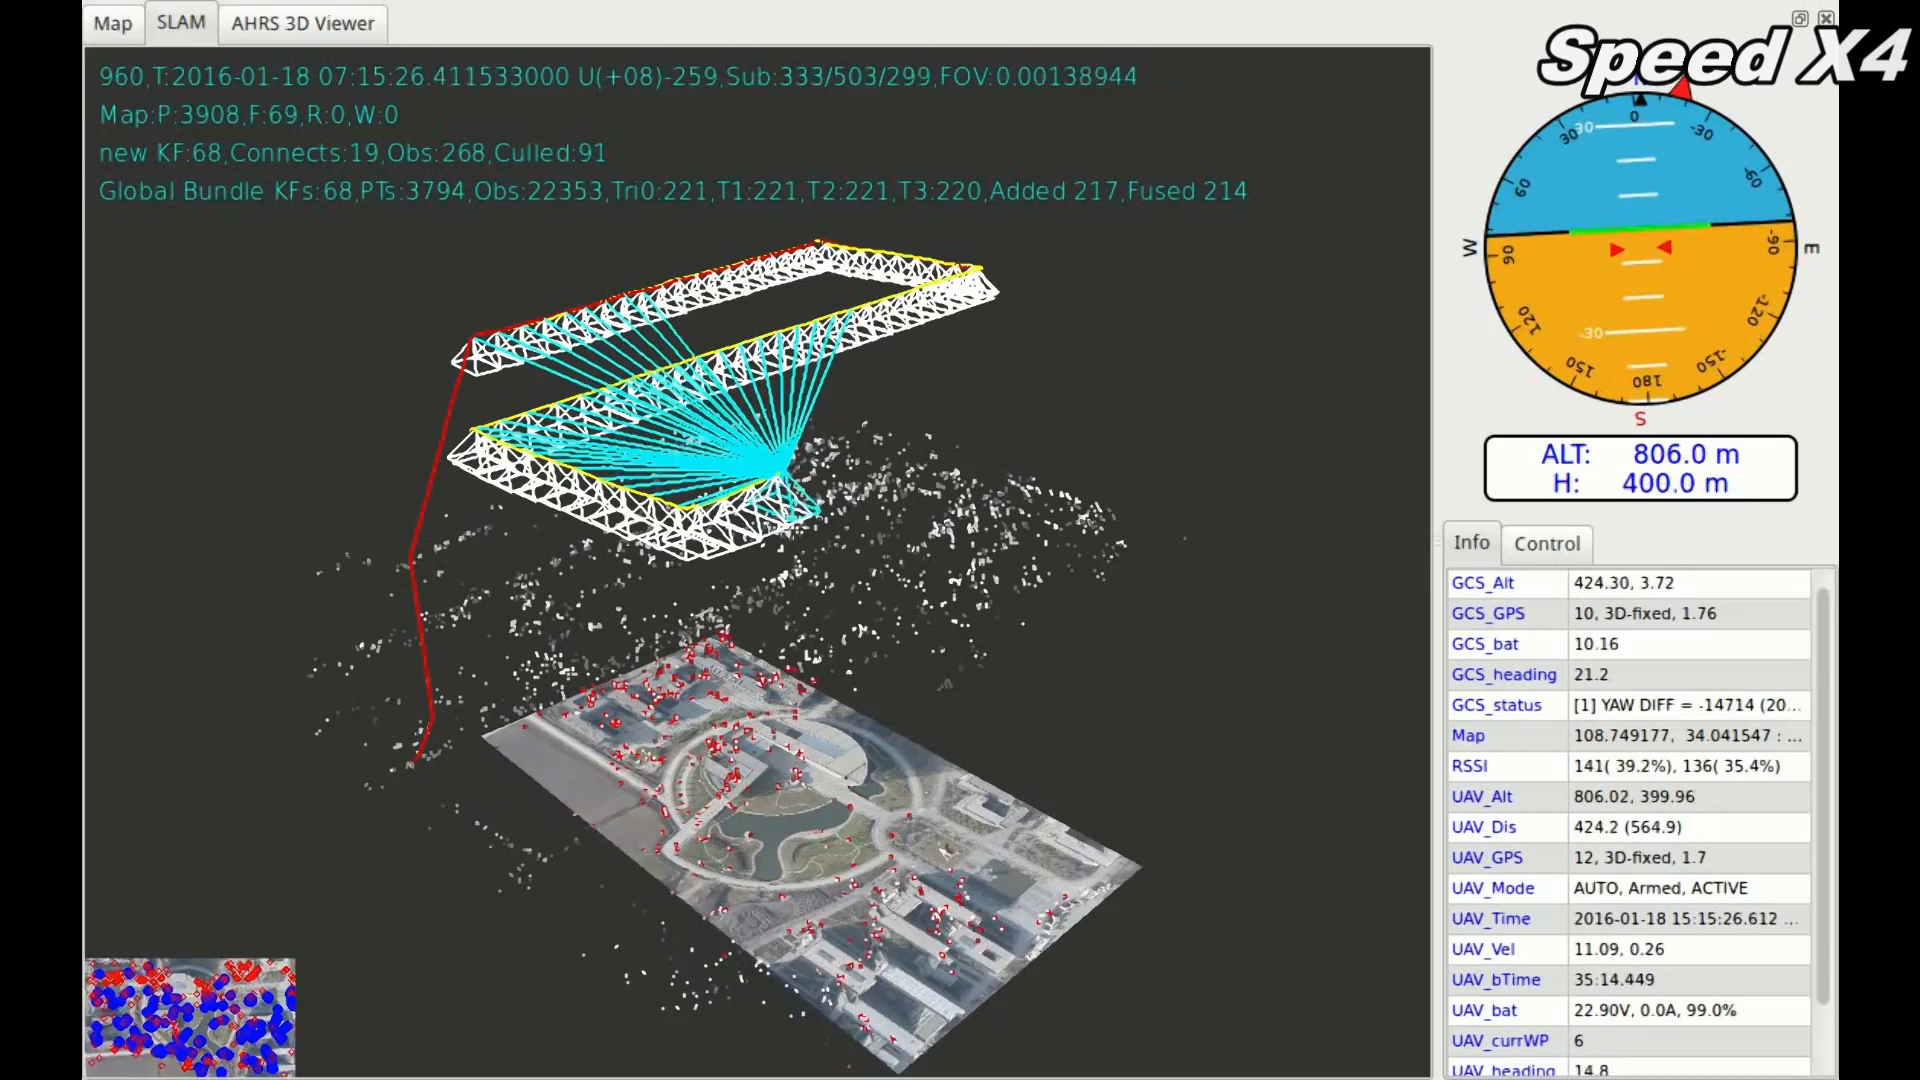 Map SLAM AHRS 3D Viewer
Speed X4
960,T:2016-01-18 07:15:26.411533000 U(+08)-259,Sub:333/503/299,FOV:0.00138944
Map:P:3908,F:69,R:0,W:0
new KF:68,Connects:19,Obs:268,Culled:91
Global Bundle KFs:68,PTs:3794,Obs:22353,Tri0:221,T1:221,T2:221,T3:220,Added 217,Fused 214
0
30 30 -30
60 -60
W 90 -90 E
120 -30 -120
150 180 -150
S
ALT: 806.0 m
H: 400.0 m
Info Control
GCS_Alt 424.30, 3.72
GCS_GPS 10, 3D-fixed, 1.76
GCS_bat 10.16
GCS_heading 21.2
GCS_status [1] YAW DIFF = -14714 (20...
Map 108.749177, 34.041547 : ...
RSSI 141( 39.2%), 136( 35.4%)
UAV_Alt 806.02, 399.96
UAV_Dis 424.2 (564.9)
UAV_GPS 12, 3D-fixed, 1.7
UAV_Mode AUTO, Armed, ACTIVE
UAV_Time 2016-01-18 15:15:26.612 ...
UAV_Vel 11.09, 0.26
UAV_bTime 35:14.449
UAV_bat 22.90V, 0.0A, 99.0%
UAV_currWP 6
UAV_heading 14.8